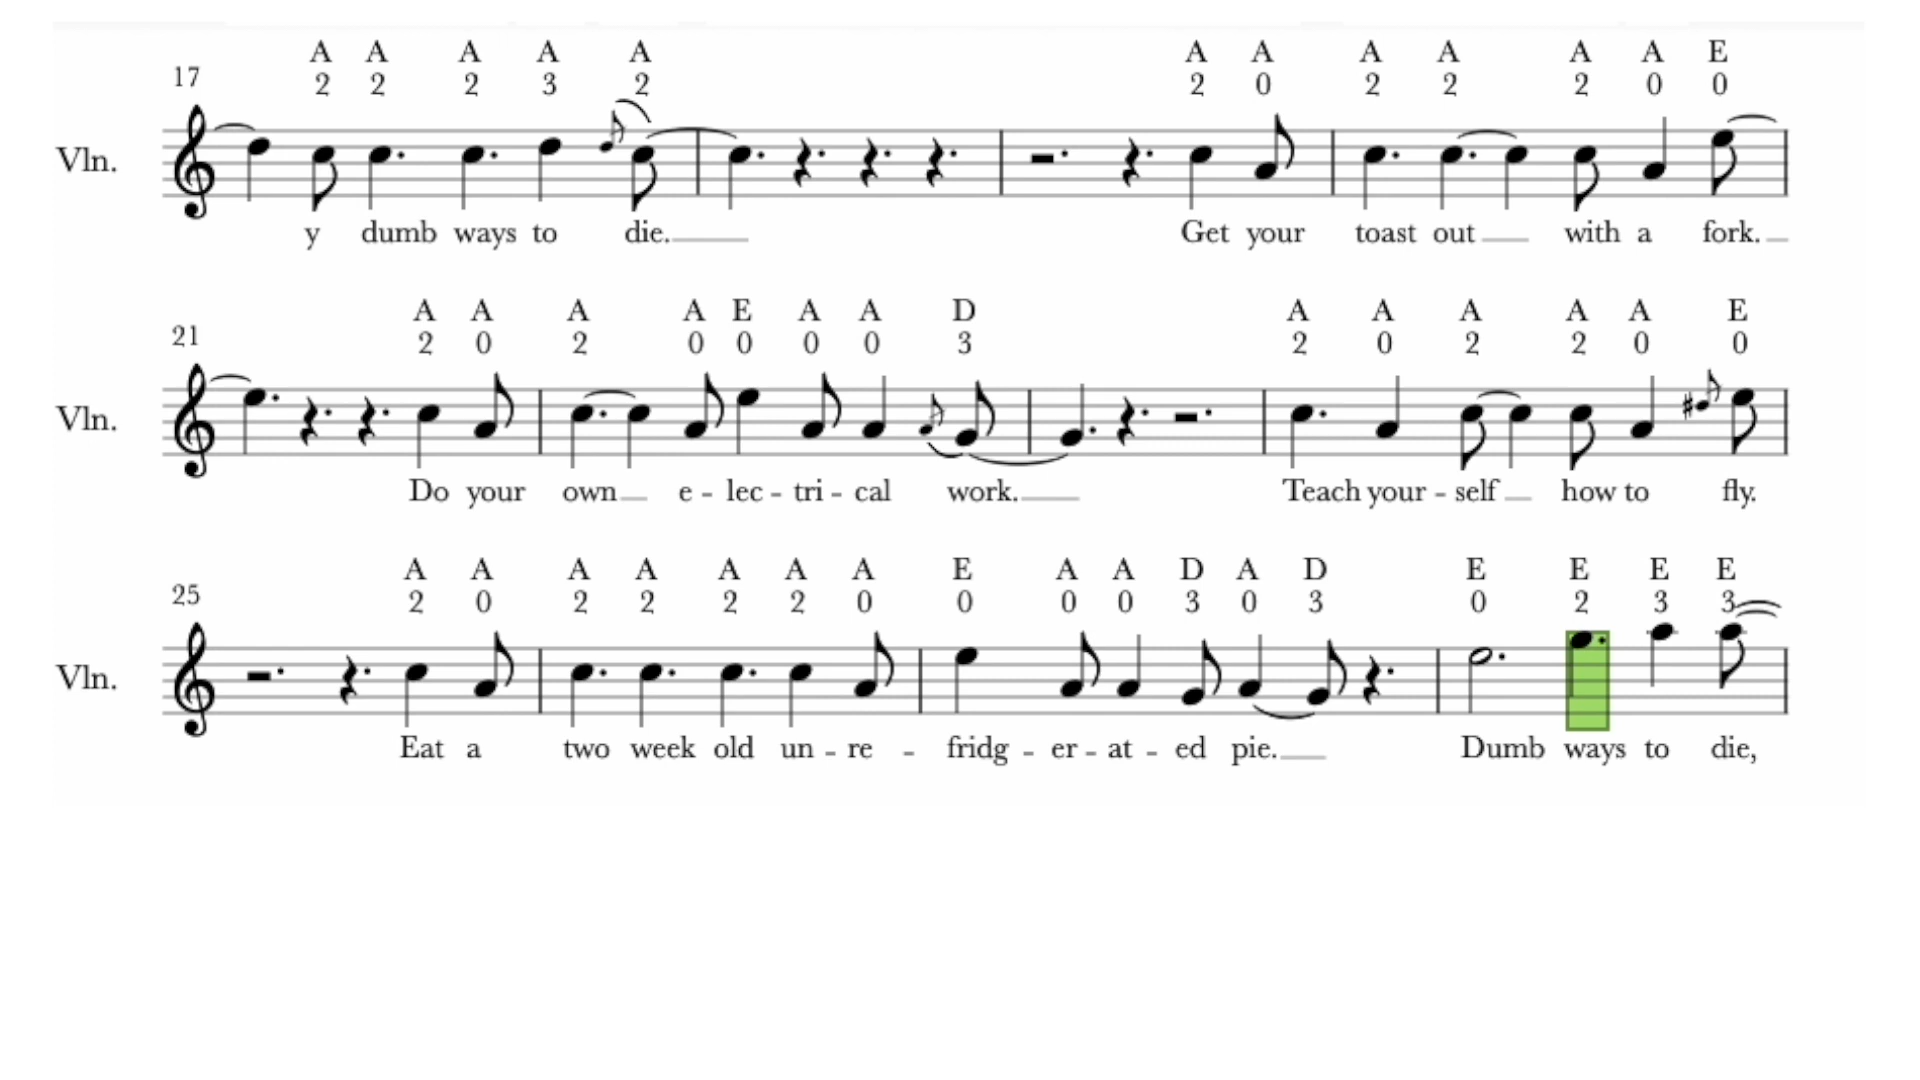 A A A A A A A A A A A E
17 2 2 2 3 2 2 0 2 2 2 0 0
Vln.
y dumb ways to die. Get your toast out with a fork.
A A A A E A A D A A A A A E
21 2 0 2 0 0 0 0 3 2 0 2 2 0 0
Vln.
Do your own e - lec - tri - cal work. Teach your - self how to fly.
A A A A A A A E A A D A D E E E E
25 2 0 2 2 2 2 0 0 0 0 3 0 3 0 2 3 3
Vln.
Eat a two week old un - re - fridg - er - at - ed pie. Dumb ways to die,